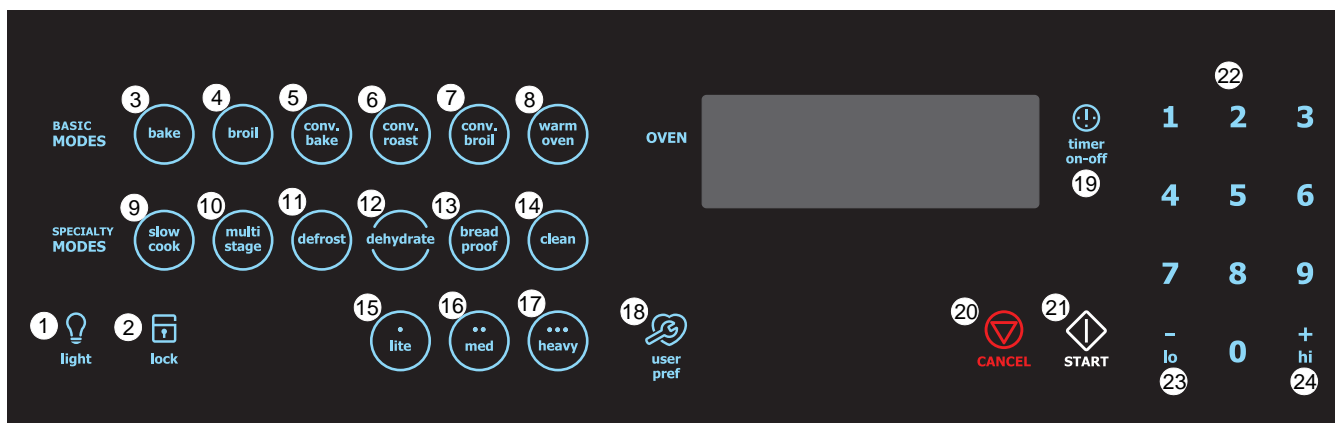 3
4
5
6
7
8
BASIC
MODES
bake
broil
conv.
bake
conv.
roast
conv.
broil
warm
oven
9
10
11
12
13
14
SPECIALTY
MODES
slow
cook
multi
stage
defrost
dehydrate
bread
proof
clean
1
light
2
lock
15
lite
16
med
17
heavy
18
user
pref
OVEN
timer
on-off
19
20
CANCEL
21
START
22
1 2 3
4 5 6
7 8 9
–
lo
0
+
hi
23
24